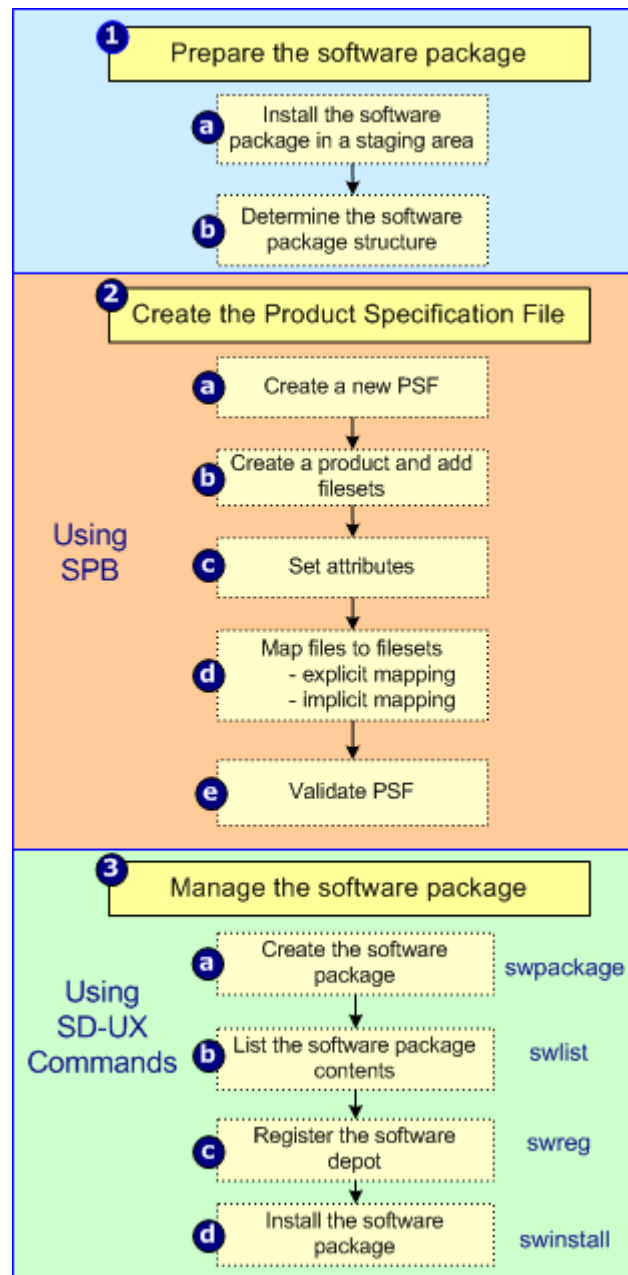 1
Prepare the software package
a
Install the software
package in a staging area
b
Determine the software
package structure
2
Create the Product Specification File
Using
SPB
a
Create a new PSF
b
Create a product and add
filesets
c
Set attributes
d
Map files to filesets
- explicit mapping
- implicit mapping
e
Validate PSF
3
Manage the software package
Using
SD-UX
Commands
a
Create the software
package
swpackage
b
List the software package
contents
swlist
c
Register the software
depot
swreg
d
Install the software
package
swinstall